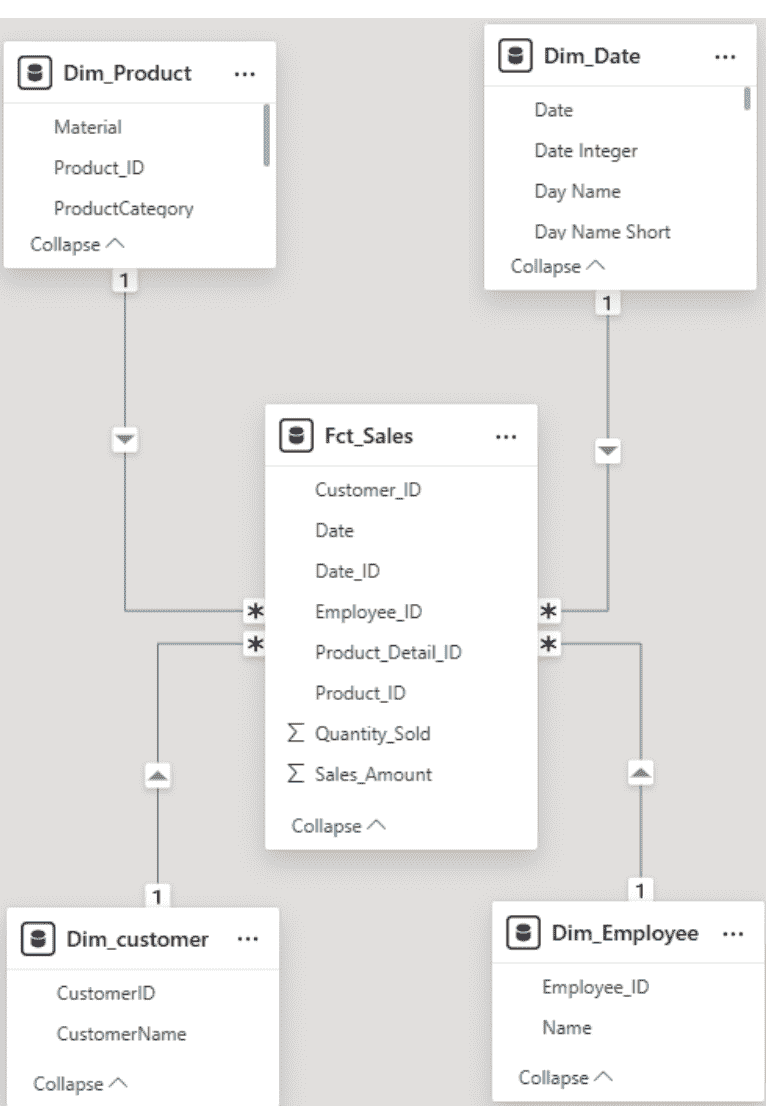 Dim_Product ...
Material
Product_ID
ProductCategory
Collapse
1
Dim_Date ...
Date
Date Integer
Day Name
Day Name Short
Collapse
1
Fct_Sales ...
Customer_ID
Date
Date_ID
Employee_ID
Product_Detail_ID
Product_ID
Σ Quantity_Sold
Σ Sales_Amount
Collapse
*
*
*
*
1
Dim_customer ...
CustomerID
CustomerName
Collapse
1
Dim_Employee ...
Employee_ID
Name
Collapse